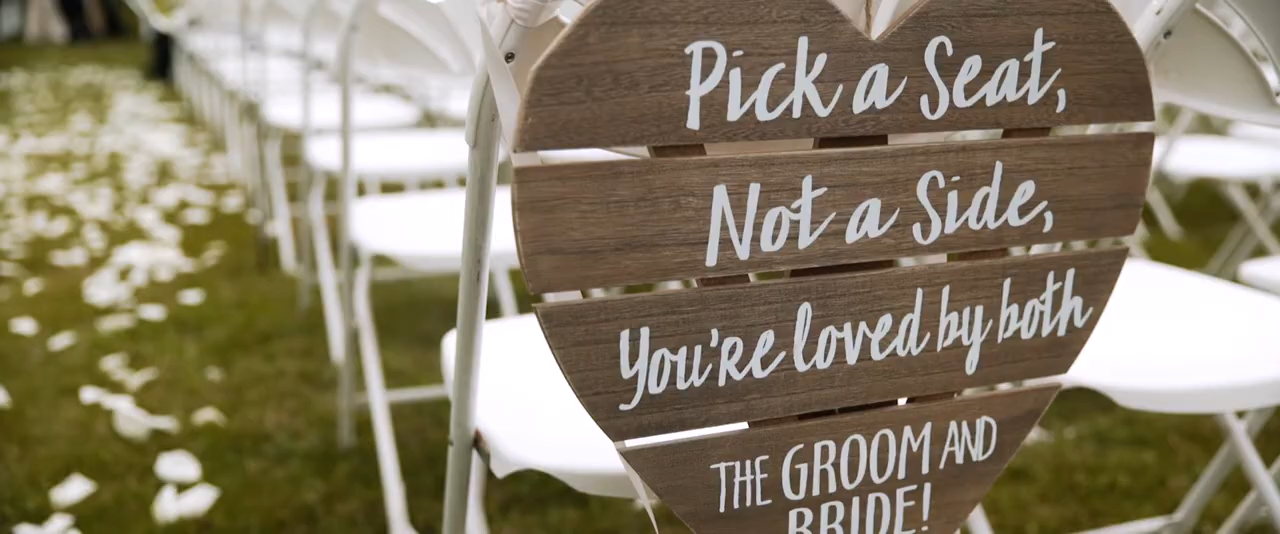 Pick a Seat,
Not a Side,
You're loved by both
THE GROOM AND
BRIDE!